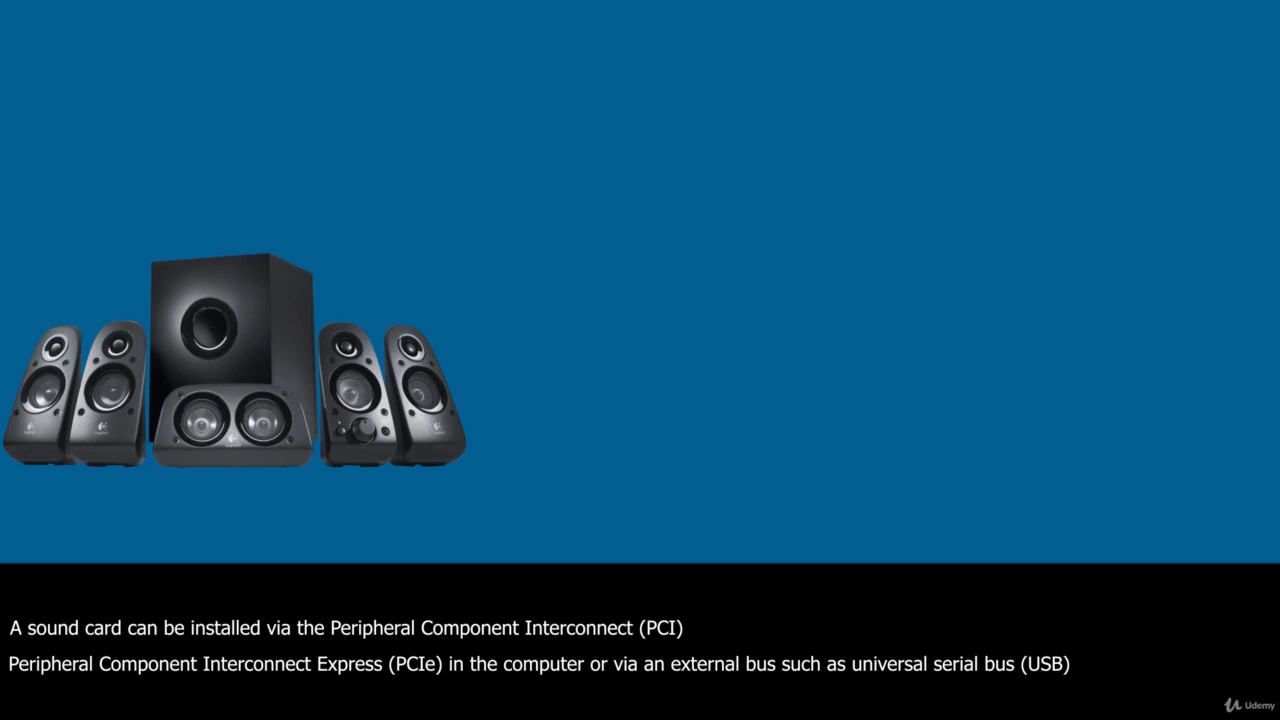 A sound card can be installed via the Peripheral Component Interconnect (PCI)
Peripheral Component Interconnect Express (PCIe) in the computer or via an external bus such as universal serial bus (USB)
Udemy